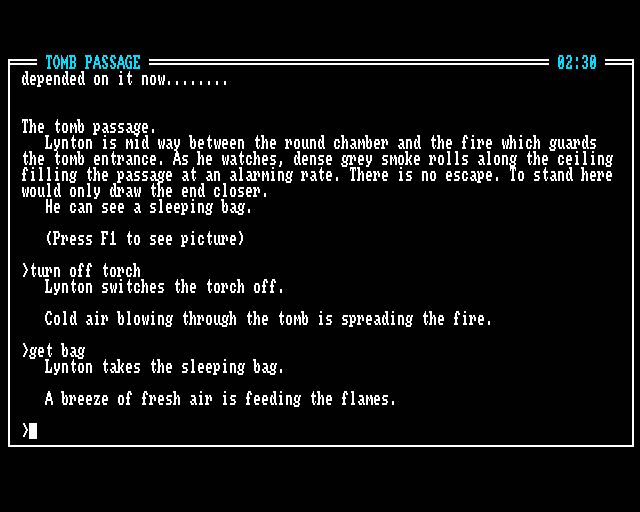 TOMB PASSAGE 02:30
depended on it now........
The tomb passage.
Lynton is mid way between the round chamber and the fire which guards
the tomb entrance. As he watches, dense grey smoke rolls along the ceiling
filling the passage at an alarming rate. There is no escape. To stand here
would only draw the end closer.
He can see a sleeping bag.
(Press F1 to see picture)
>turn off torch
Lynton switches the torch off.
Cold air blowing through the tomb is spreading the fire.
>get bag
Lynton takes the sleeping bag.
A breeze of fresh air is feeding the flames.
>